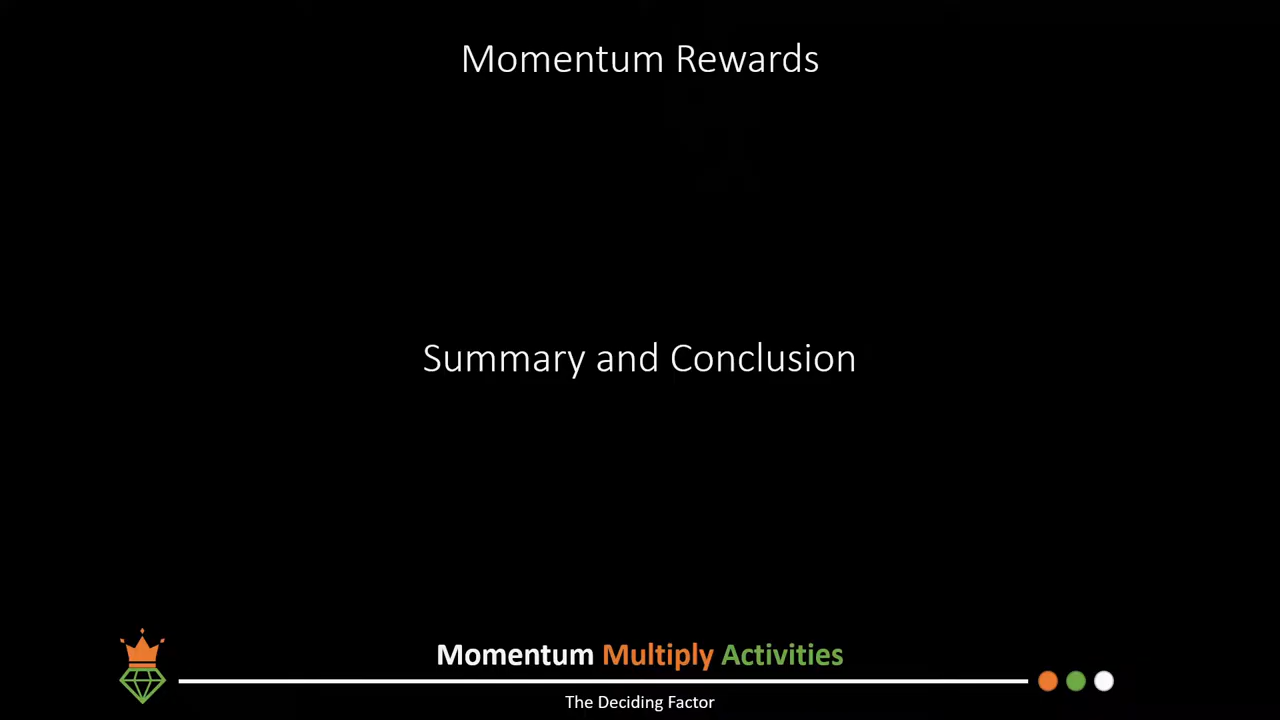 Momentum Rewards
Summary and Conclusion
Momentum Multiply Activities
The Deciding Factor